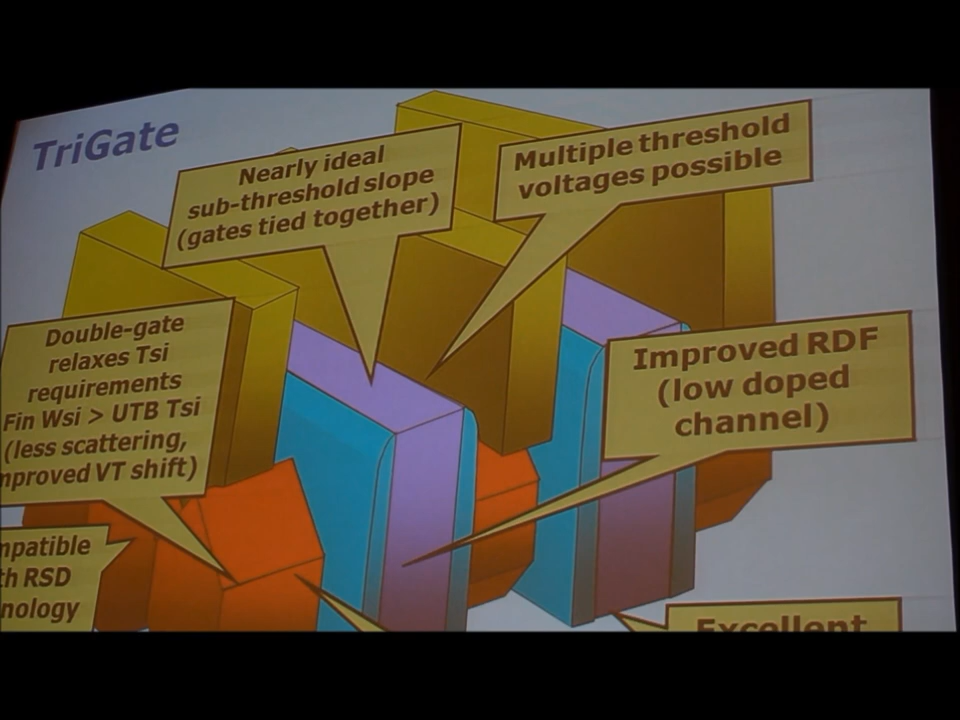 TriGate
Nearly ideal
sub-threshold slope
(gates tied together)
Multiple threshold
voltages possible
Double-gate
relaxes Tsi
requirements
Fin Wsi > UTB Tsi
(less scattering,
mproved VT shift)
Improved RDF
(low doped
channel)
mpatible
th RSD
nology
Excellent